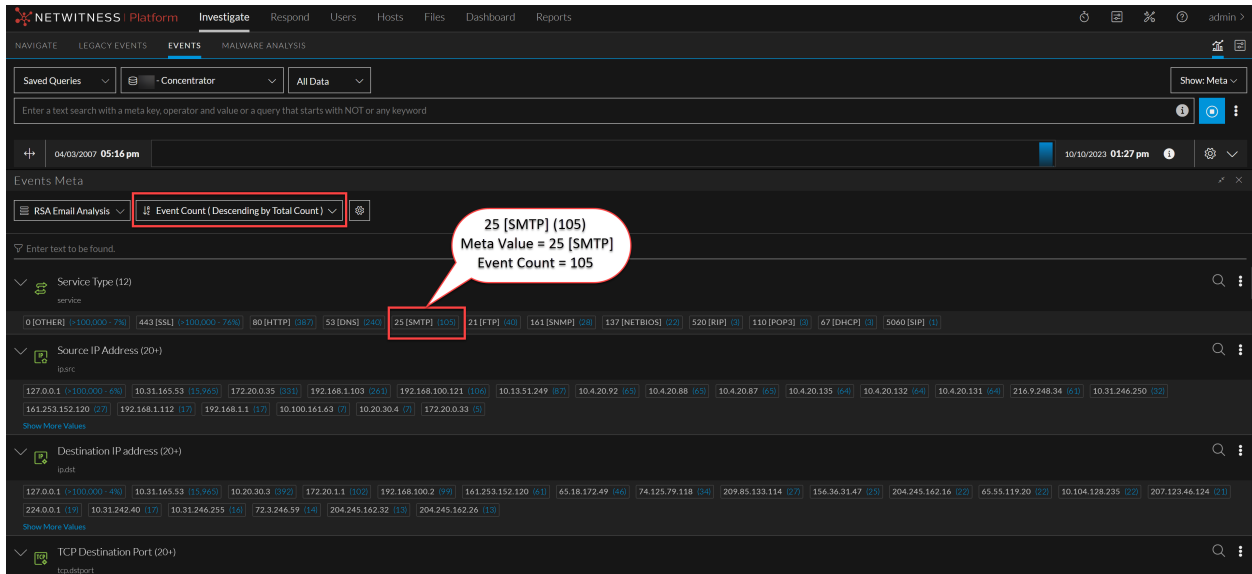 NETWITNESS Platform Investigate Respond Users Hosts Files Dashboard Reports admin >
NAVIGATE LEGACY EVENTS EVENTS MALWARE ANALYSIS
Saved Queries - Concentrator All Data Show: Meta
Enter a text search with a meta key, operator and value or a query that starts with NOT or any keyword
04/03/2007 05:16 pm 10/10/2023 01:27 pm
Events Meta
RSA Email Analysis Event Count ( Descending by Total Count )
25 [SMTP] (105)
Meta Value = 25 [SMTP]
Event Count = 105
Enter text to be found.
Service Type (12)
service
0 [OTHER] (>100,000 - 7%) 443 [SSL] (>100,000 - 76%) 80 [HTTP] (387) 53 [DNS] (240) 25 [SMTP] (105) 21 [FTP] (40) 161 [SNMP] (28) 137 [NETBIOS] (22) 520 [RIP] (3) 110 [POP3] (3) 67 [DHCP] (3) 5060 [SIP] (1)
Source IP Address (20+)
ip.src
127.0.0.1 (>100,000 - 6%) 10.31.165.53 (15,965) 172.20.0.35 (331) 192.168.1.103 (261) 192.168.100.121 (106) 10.13.51.249 (87) 10.4.20.92 (65) 10.4.20.88 (65) 10.4.20.87 (65) 10.4.20.135 (64) 10.4.20.132 (64) 10.4.20.131 (64) 216.9.248.34 (61) 10.31.246.250 (32)
161.253.152.120 (27) 192.168.1.112 (17) 192.168.1.1 (17) 10.100.161.63 (7) 10.20.30.4 (7) 172.20.0.33 (5)
Show More Values
Destination IP address (20+)
ip.dst
127.0.0.1 (>100,000 - 4%) 10.31.165.53 (15,965) 10.20.30.3 (392) 172.20.1.1 (102) 192.168.100.2 (99) 161.253.152.120 (61) 65.18.172.49 (46) 74.125.79.118 (34) 209.85.133.114 (27) 156.36.31.47 (25) 204.245.162.16 (22) 65.55.119.20 (22) 10.104.128.235 (22) 207.123.46.124 (21)
224.0.0.1 (19) 10.31.242.40 (17) 10.31.246.255 (16) 72.3.246.59 (14) 204.245.162.32 (13) 204.245.162.26 (13)
Show More Values
TCP Destination Port (20+)
tcp.dstport